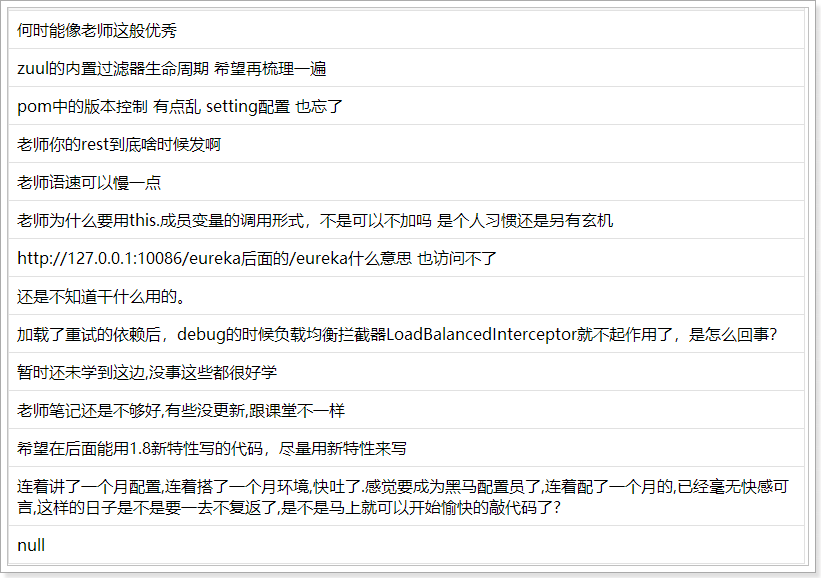 何时能像老师这般优秀
zuul的内置过滤器生命周期 希望再梳理一遍
pom中的版本控制 有点乱 setting配置 也忘了
老师你的rest到底啥时候发啊
老师语速可以慢一点
老师为什么要用this.成员变量的调用形式，不是可以不加吗 是个人习惯还是另有玄机
http://127.0.0.1:10086/eureka后面的/eureka什么意思 也访问不了
还是不知道干什么用的。
加载了重试的依赖后，debug的时候负载均衡拦截器LoadBalancedInterceptor就不起作用了，是怎么回事?
暂时还未学到这边,没事这些都很好学
老师笔记还是不够好,有些没更新,跟课堂不一样
希望在后面能用1.8新特性写的代码，尽量用新特性来写
连着讲了一个月配置,连着搭了一个月环境,快吐了.感觉要成为黑马配置员了,连着配了一个月的,已经毫无快感可
言,这样的日子是不是要一去不复返了,是不是马上就可以开始愉快的敲代码了?
null